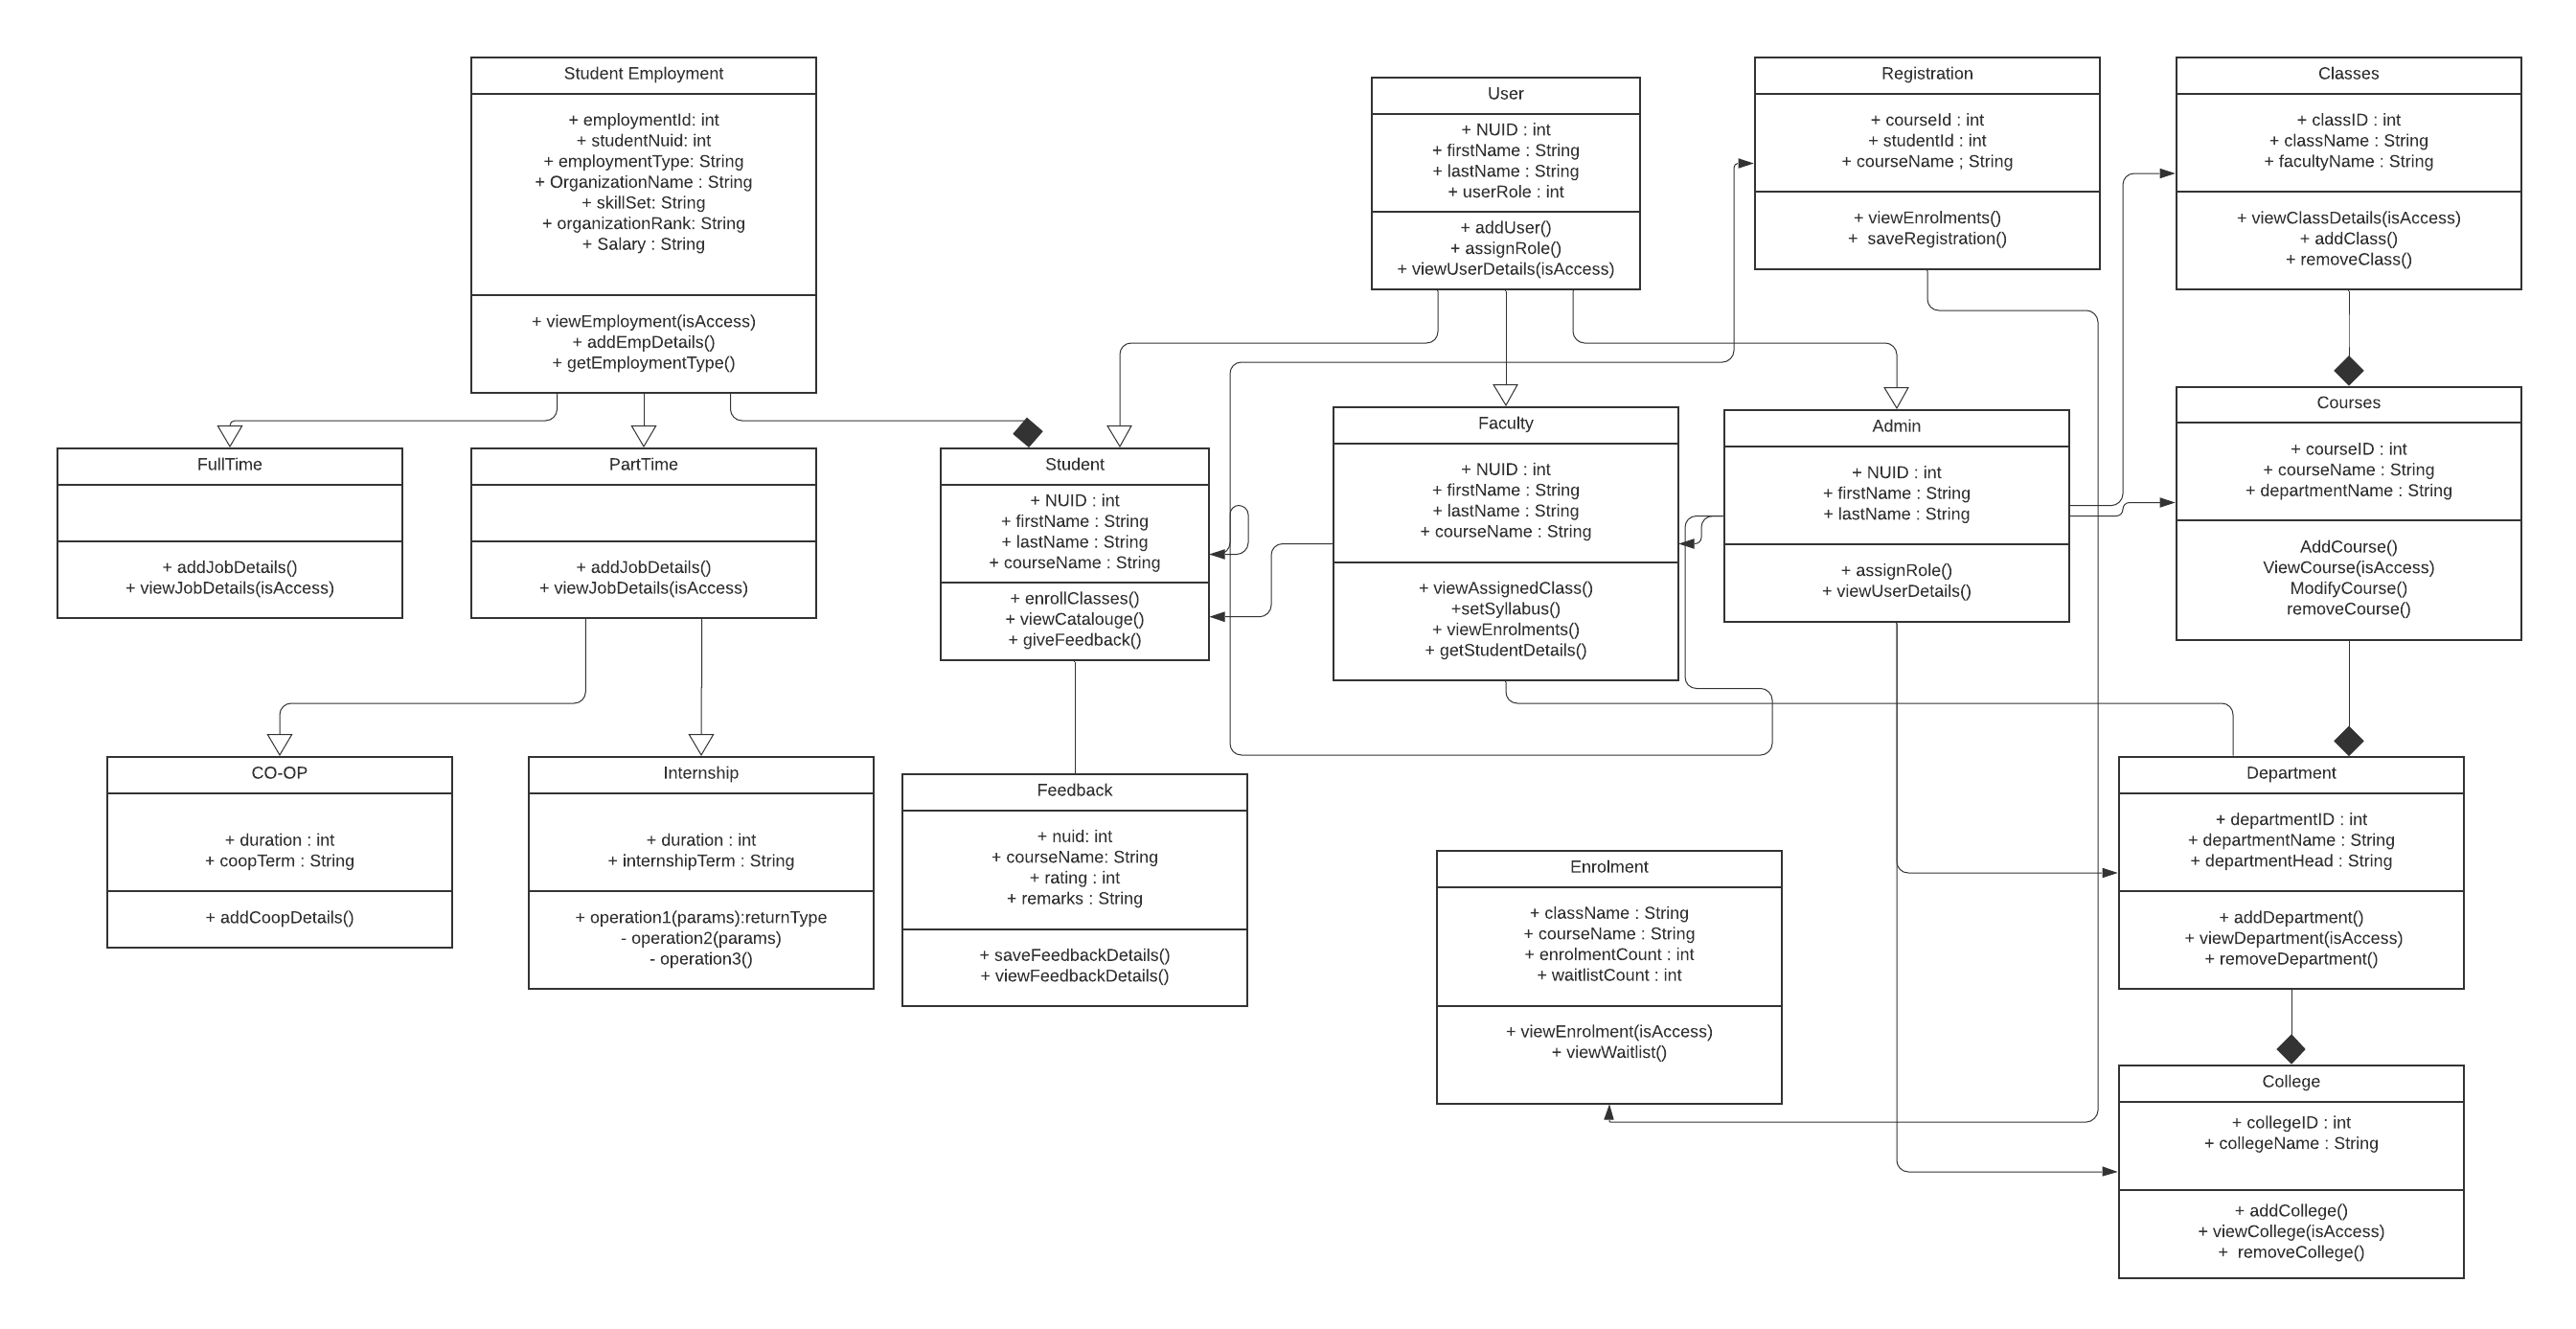 Student Employment
+ employmentId: int
+ studentNuid: int
+ employmentType: String
+ OrganizationName : String
+ skillSet: String
+ organizationRank: String
+ Salary : String
+ viewEmployment(isAccess)
+ addEmpDetails()
+ getEmploymentType()
User
+ NUID : int
+ firstName : String
+ lastName : String
+ userRole : int
+ addUser()
+ assignRole()
+ viewUserDetails(isAccess)
Registration
+ courseId : int
+ studentId : int
+ courseName ; String
+ viewEnrolments()
+  saveRegistration()
Classes
+ classID : int
+ className : String
+ facultyName : String
+ viewClassDetails(isAccess)
+ addClass()
+ removeClass()
FullTime
+ addJobDetails()
+ viewJobDetails(isAccess)
PartTime
+ addJobDetails()
+ viewJobDetails(isAccess)
Student
+ NUID : int
+ firstName : String
+ lastName : String
+ courseName : String
+ enrollClasses()
+ viewCatalouge()
+ giveFeedback()
Faculty
+ NUID : int
+ firstName : String
+ lastName : String
+ courseName : String
+ viewAssignedClass()
+setSyllabus()
+ viewEnrolments()
+ getStudentDetails()
Admin
+ NUID : int
+ firstName : String
+ lastName : String
+ assignRole()
+ viewUserDetails()
Courses
+ courseID : int
+ courseName : String
+ departmentName : String
AddCourse()
ViewCourse(isAccess)
ModifyCourse()
removeCourse()
CO-OP
+ duration : int
+ coopTerm : String
+ addCoopDetails()
Internship
+ duration : int
+ internshipTerm : String
+ operation1(params):returnType
- operation2(params)
- operation3()
Feedback
+ nuid: int
+ courseName: String
+ rating : int
+ remarks : String
+ saveFeedbackDetails()
+ viewFeedbackDetails()
Enrolment
+ className : String
+ courseName : String
+ enrolmentCount : int
+ waitlistCount : int
+ viewEnrolment(isAccess)
+ viewWaitlist()
Department
+ departmentID : int
+ departmentName : String
+ departmentHead : String
+ addDepartment()
+ viewDepartment(isAccess)
+ removeDepartment()
College
+ collegeID : int
+ collegeName : String
+ addCollege()
+ viewCollege(isAccess)
+  removeCollege()